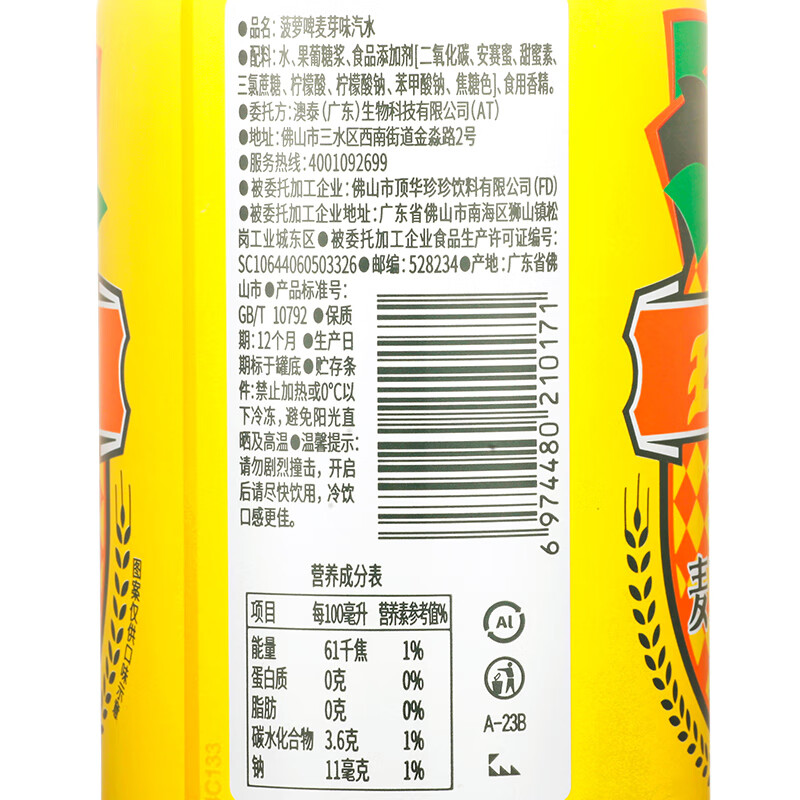 ●品名：菠萝啤麦芽味汽水
●配料：水、果葡糖浆、食品添加剂[二氧化碳、安赛蜜、甜蜜素、
三氯蔗糖、柠檬酸、柠檬酸钠、苯甲酸钠、焦糖色]、食用香精。
●委托方：澳泰(广东)生物科技有限公司(AT)
●地址：佛山市三水区西南街道金淼路2号
●服务热线：4001092699
●被委托加工企业：佛山市顶华珍珍饮料有限公司(FD)
●被委托加工企业地址：广东省佛山市南海区狮山镇松
岗工业城东区●被委托加工企业食品生产许可证编号：
SC10644060503326●邮编：528234●产地：广东省佛
山市●产品标准号：
GB/T 10792 ●保质
期：12个月 ●生产日
期标于罐底●贮存条
件：禁止加热或0℃以
下冷冻，避免阳光直
晒及高温●温馨提示：
请勿剧烈撞击，开启
后请尽快饮用，冷饮
口感更佳。
6 974480 210171
营养成分表
项目 每100毫升 营养素参考值%
能量 61千焦 1%
蛋白质 0克 0%
脂肪 0克 0%
碳水化合物 3.6克 1%
钠 11毫克 1%
Al
A-23B
图案仅供口味示意
C133
麦